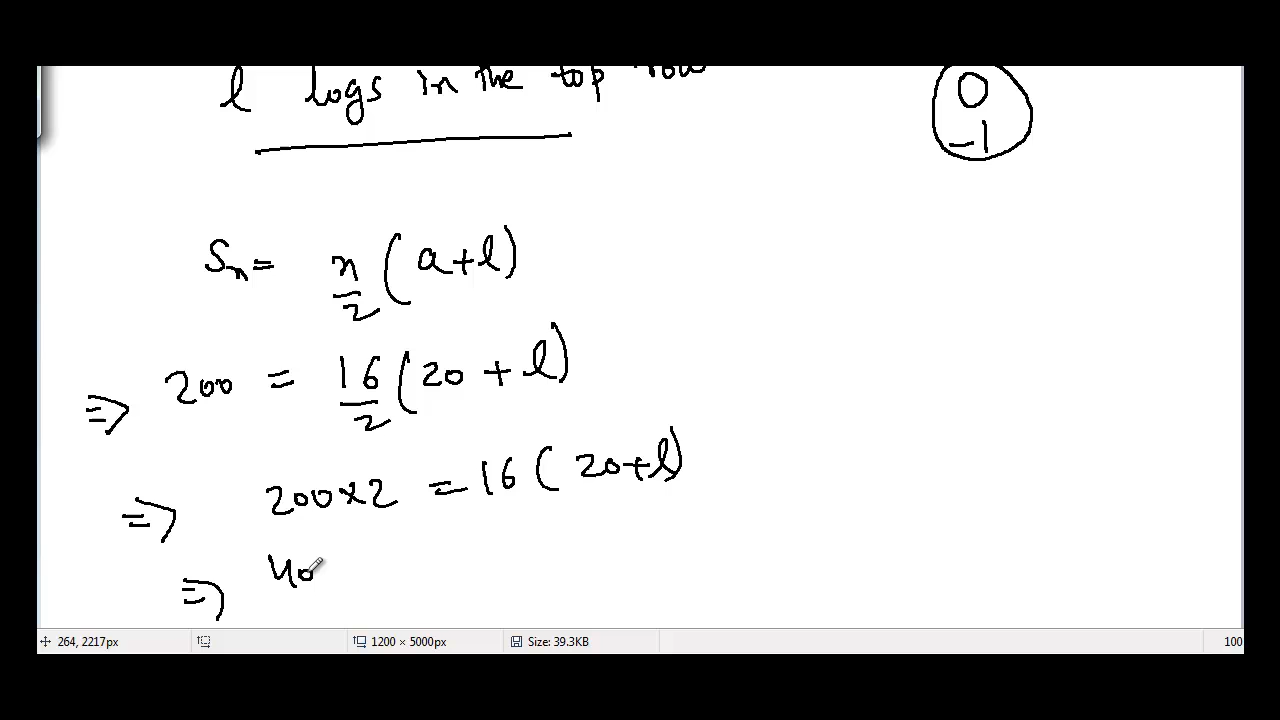 l logs in the top row
0
-1
Sn = n/2 (a+l)
⇒ 200 = 16/2 (20 + l)
⇒ 200×2 = 16 (20+l)
⇒ 40
264, 2217px 1200 × 5000px Size: 39.3KB 100